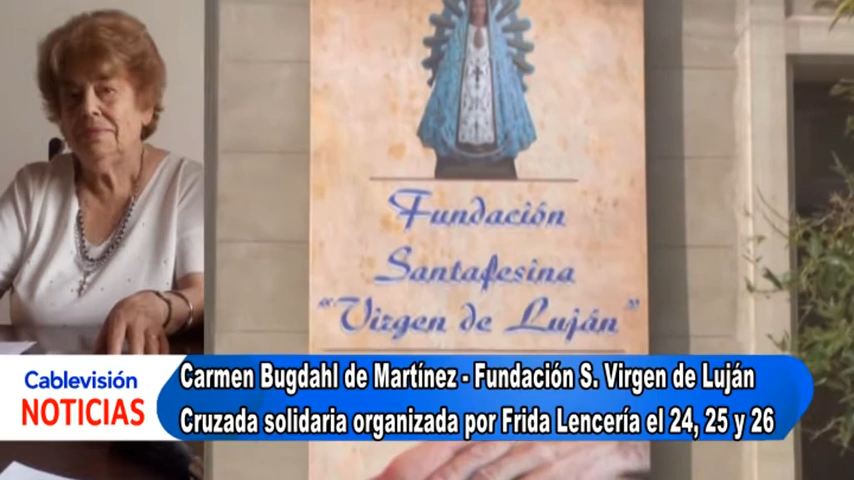 Fundación
Santafesina
"Virgen de Luján"
Cablevisión
NOTICIAS
Carmen Bugdahl de Martínez - Fundación S. Virgen de Luján
Cruzada solidaria organizada por Frida Lencería el 24, 25 y 26